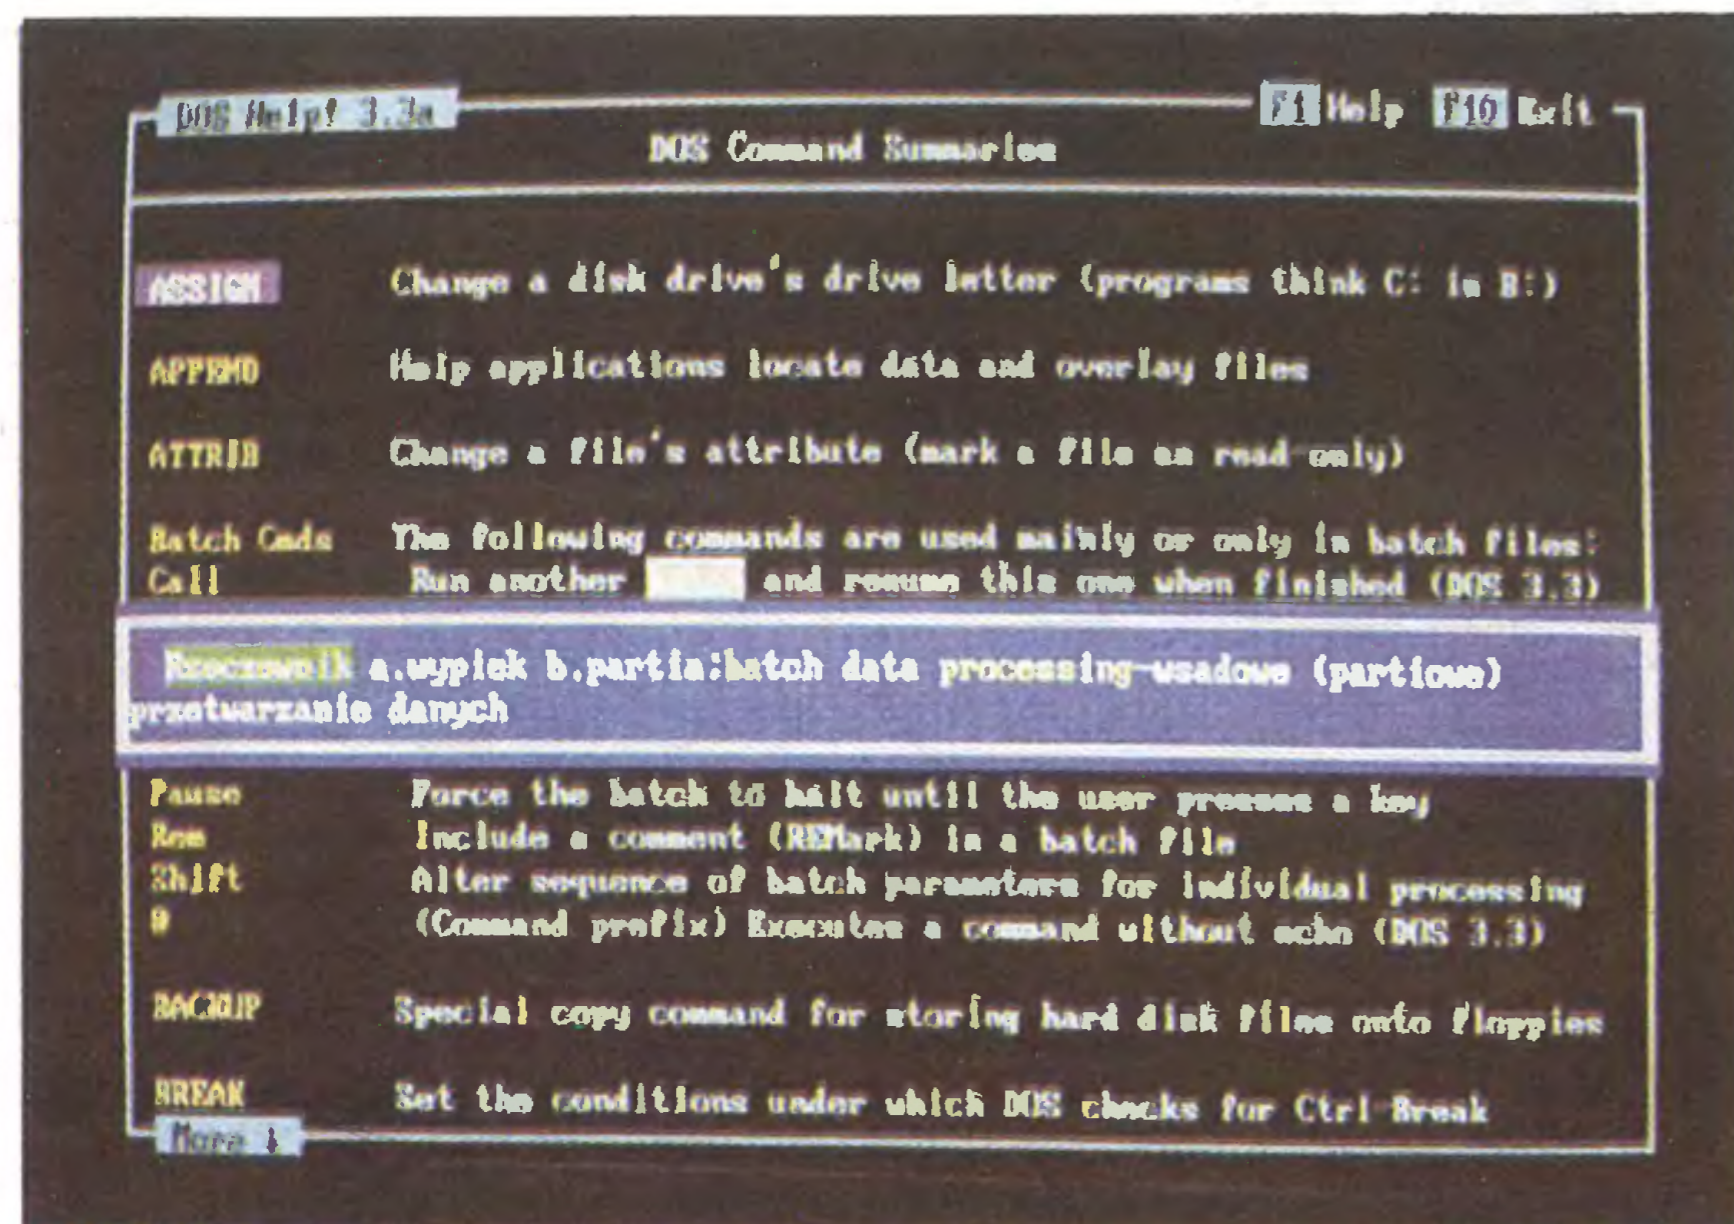 DOS Help! 3.3a
F1 Help F10 Exit
DOS Command Summaries
ASSIGN Change a disk drive's drive letter (programs think C: is B:)
APPEND Help applications locate data and overlay files
ATTRIB Change a file's attribute (mark a file as read-only)
Batch Cmds The following commands are used mainly or only in batch files:
Call Run another and resume this one when finished (DOS 3.3)
Rzeczownik a.wypiek b.partia:batch data processing-wsadowe (partiowe)
przetwarzanie danych
Pause Force the batch to halt until the user presses a key
Rem Include a comment (REMark) in a batch file
Shift Alter sequence of batch parameters for individual processing
@ (Command prefix) Executes a command without echo (DOS 3.3)
BACKUP Special copy command for storing hard disk files onto floppies
BREAK Set the conditions under which DOS checks for Ctrl-Break
More ↓